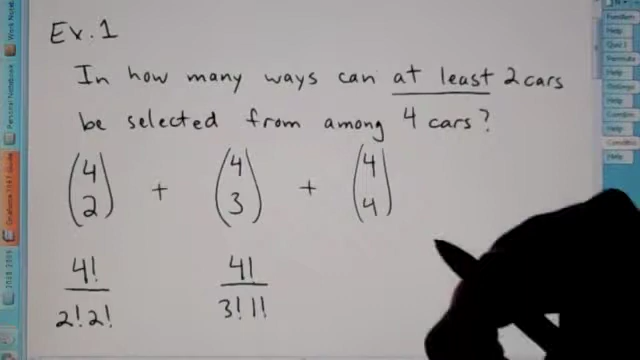 Ex. 1
In how many ways can at least 2 cars
be selected from among 4 cars?
(4 2) + (4 3) + (4 4)
4!/2!2! 4!/3!1!